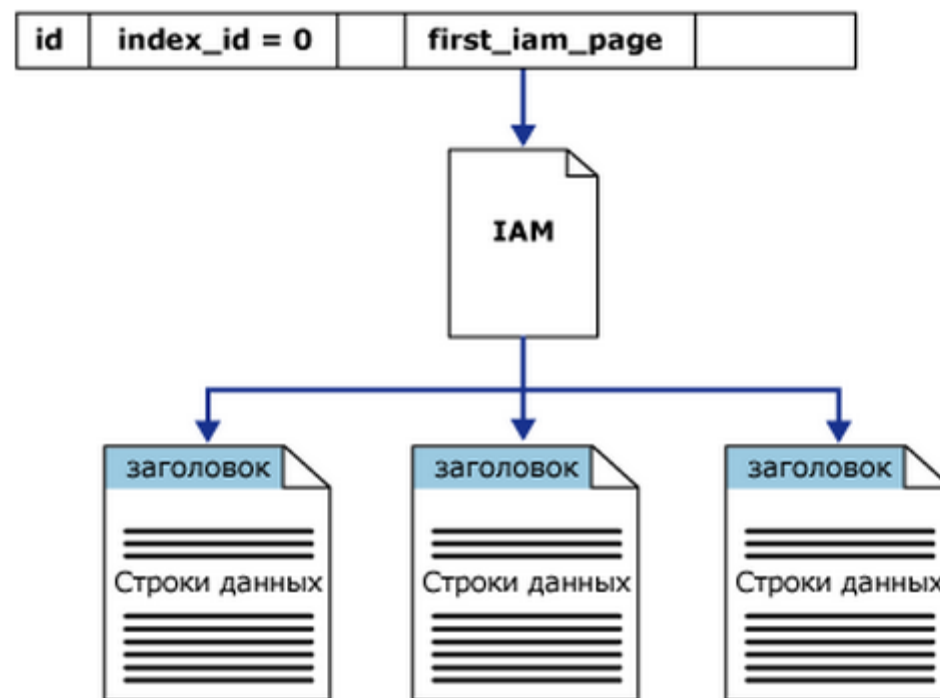 id index_id = 0 first_iam_page
IAM
заголовок заголовок заголовок
Строки данных Строки данных Строки данных